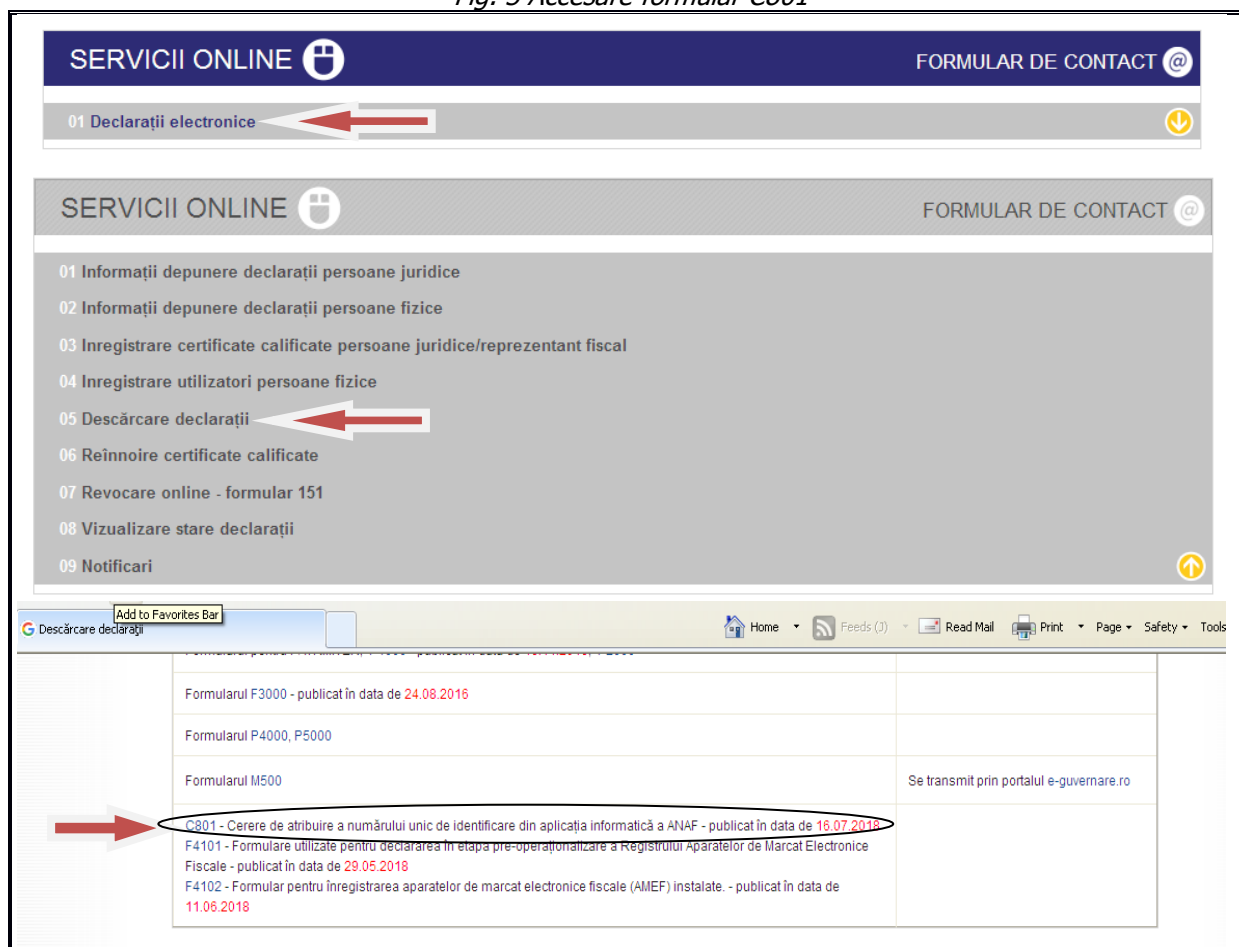 Fig. 3 Accesare formular C801
SERVICII ONLINE
FORMULAR DE CONTACT @
01 Declarații electronice
SERVICII ONLINE
FORMULAR DE CONTACT @
01 Informații depunere declarații persoane juridice
02 Informații depunere declarații persoane fizice
03 Inregistrare certificate calificate persoane juridice/reprezentant fiscal
04 Inregistrare utilizatori persoane fizice
05 Descărcare declarații
06 Reînnoire certificate calificate
07 Revocare online - formular 151
08 Vizualizare stare declarații
09 Notificari
Add to Favorites Bar
G Descărcare declarații
Home Feeds (J) Read Mail Print Page Safety Tools
Formularul F3000 - publicat în data de 24.08.2016
Formularul P4000, P5000
Formularul M500
Se transmit prin portalul e-guvernare.ro
C801 - Cerere de atribuire a numărului unic de identificare din aplicația informatică a ANAF - publicat în data de 16.07.2018
F4101 - Formulare utilizate pentru declararea în etapa pre-operaționalizare a Registrului Aparatelor de Marcat Electronice
Fiscale - publicat în data de 29.05.2018
F4102 - Formular pentru înregistrarea aparatelor de marcat electronice fiscale (AMEF) instalate. - publicat în data de
11.06.2018